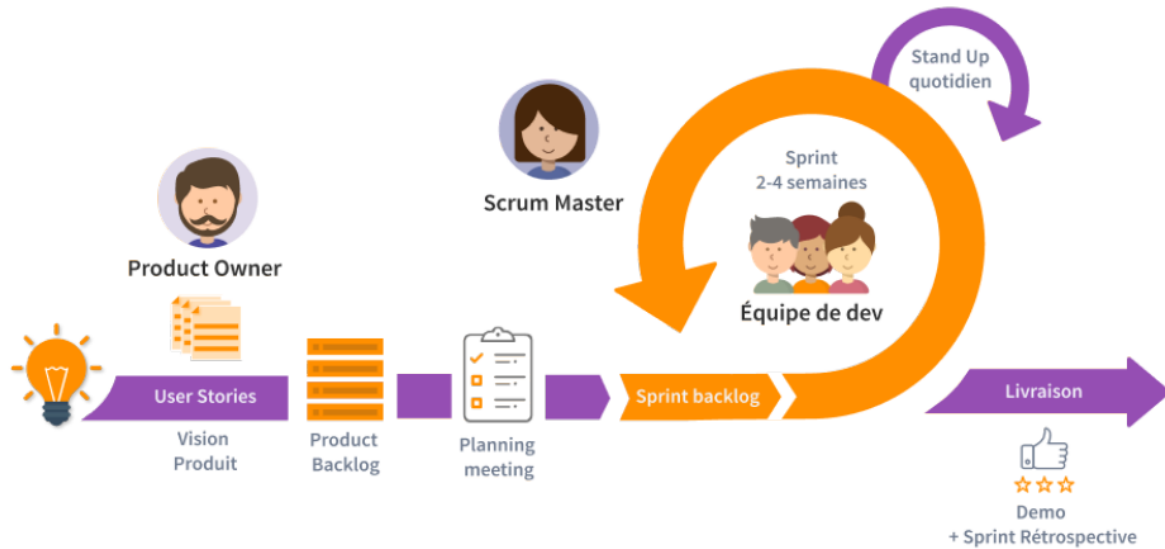 Product Owner
User Stories
Vision
Produit
Product
Backlog
Planning
meeting
Scrum Master
Sprint backlog
Sprint
2-4 semaines
Équipe de dev
Stand Up
quotidien
Livraison
Demo
+ Sprint Rétrospective